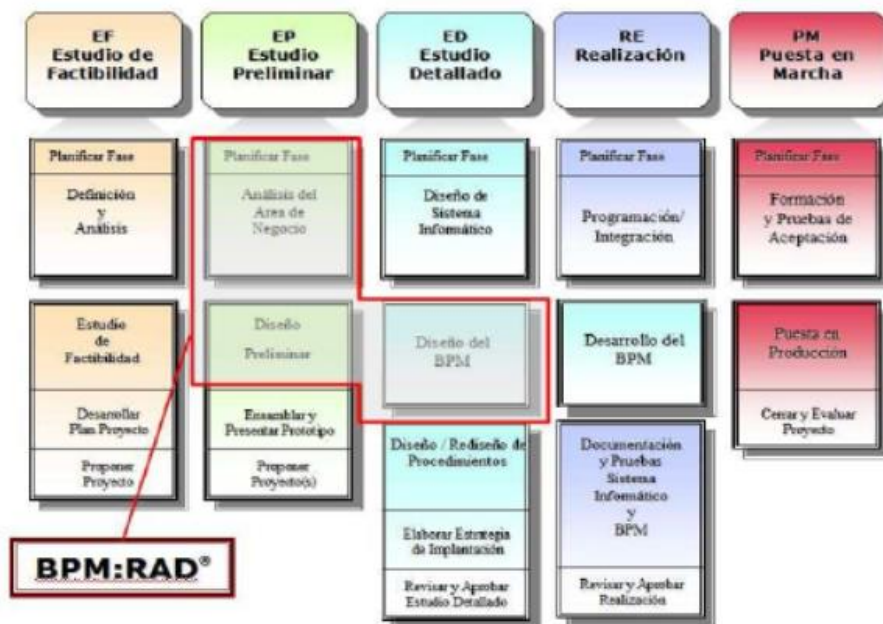 EF
Estudio de
Factibilidad
Planificar Fase
Definición
y
Análisis
Estudio
de
Factibilidad
Desarrollar
Plan Proyecto
Proponer
Proyecto
EP
Estudio
Preliminar
Planificar Fase
Análisis del
Area de
Negocio
Diseño
Preliminar
Ensamblar y
Presentar Prototipo
Proponer
Proyecto(s)
ED
Estudio
Detallado
Planificar Fase
Diseño de
Sistema
Informático
Diseño del
BPM
Diseño / Rediseño de
Procedimientos
Elaborar Estrategia
de Implantación
Revisar y Aprobar
Estudio Detallado
RE
Realización
Planificar Fase
Programación/
Integración
Desarrollo del
BPM
Documentación
y Pruebas
Sistema
Informático
y
BPM
Revisar y Aprobar
Realización
PM
Puesta en
Marcha
Planificar Fase
Formación
y Pruebas de
Aceptación
Puesta en
Producción
Cerrar y Evaluar
Proyecto
BPM:RAD®